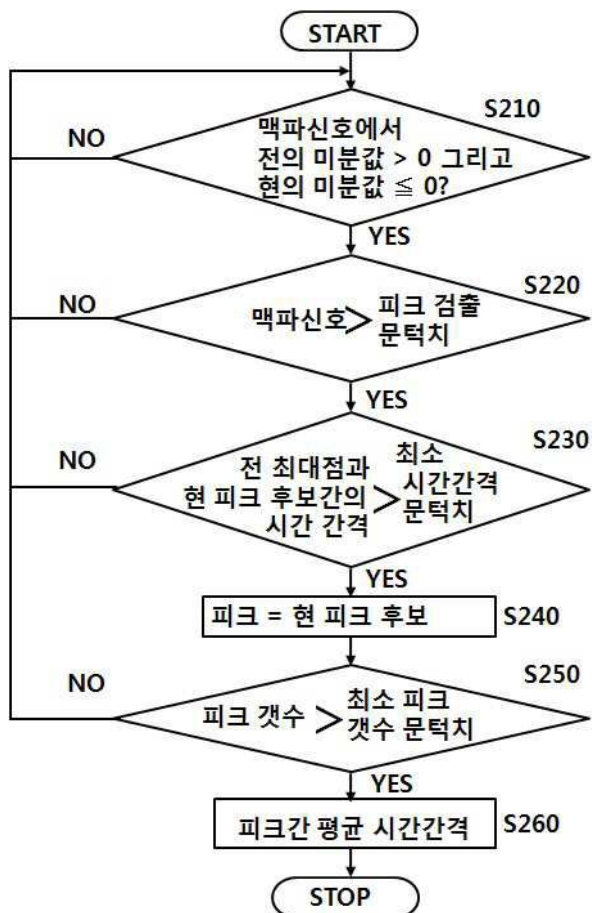 START
S210
NO
맥파신호에서
전의 미분값 > 0 그리고
현의 미분값 ≦ 0?
YES
S220
NO
맥파신호 > 피크 검출
문턱치
YES
S230
NO
전 최대점과
현 피크 후보간의
시간 간격
>
최소
시간간격
문턱치
YES
피크 = 현 피크 후보
S240
S250
NO
피크 갯수 > 최소 피크
갯수 문턱치
YES
피크간 평균 시간간격
S260
STOP